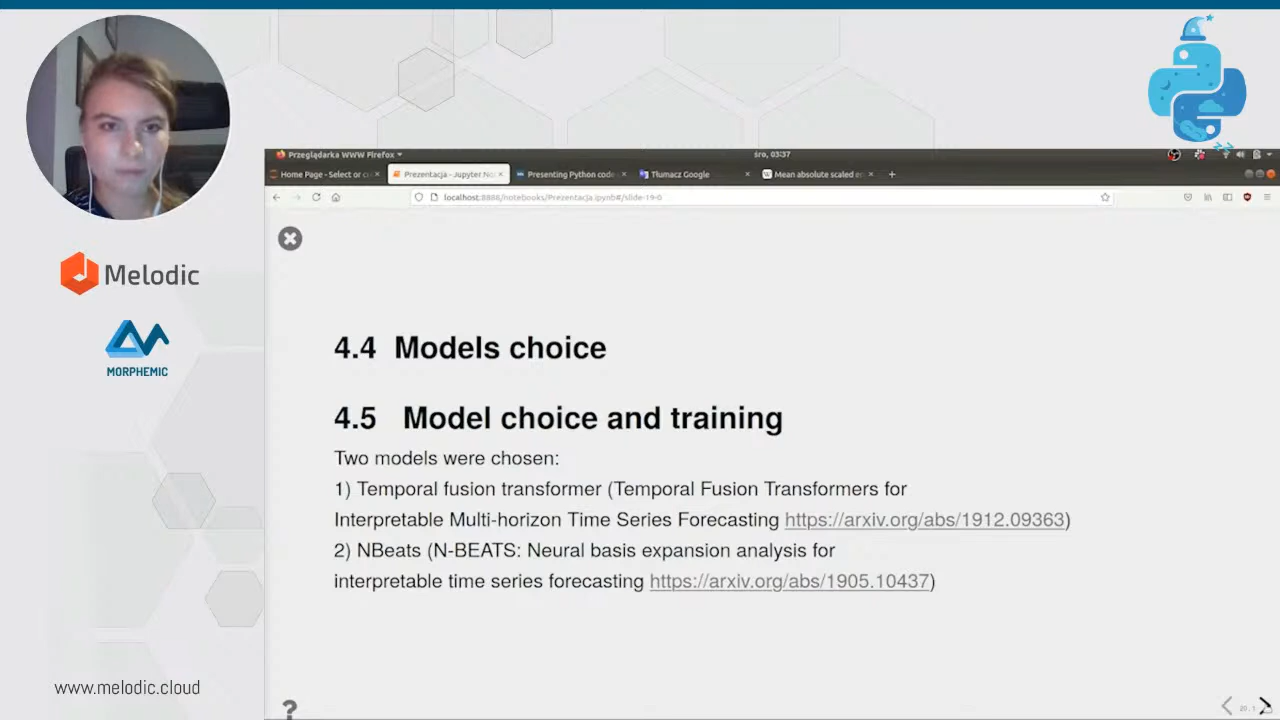 Przeglądarka WWW Firefox
śro, 03:37
Home Page - Select or c
Prezentacja - Jupyter No
Presenting Python code
Tłumacz Google
Mean absolute scaled er
localhost:8888/notebooks/Prezentacja.ipynb#/slide-19-0
Melodic
MORPHEMIC
4.4 Models choice
4.5 Model choice and training
Two models were chosen:
1) Temporal fusion transformer (Temporal Fusion Transformers for
Interpretable Multi-horizon Time Series Forecasting https://arxiv.org/abs/1912.09363)
2) NBeats (N-BEATS: Neural basis expansion analysis for
interpretable time series forecasting https://arxiv.org/abs/1905.10437)
www.melodic.cloud
?
20.1